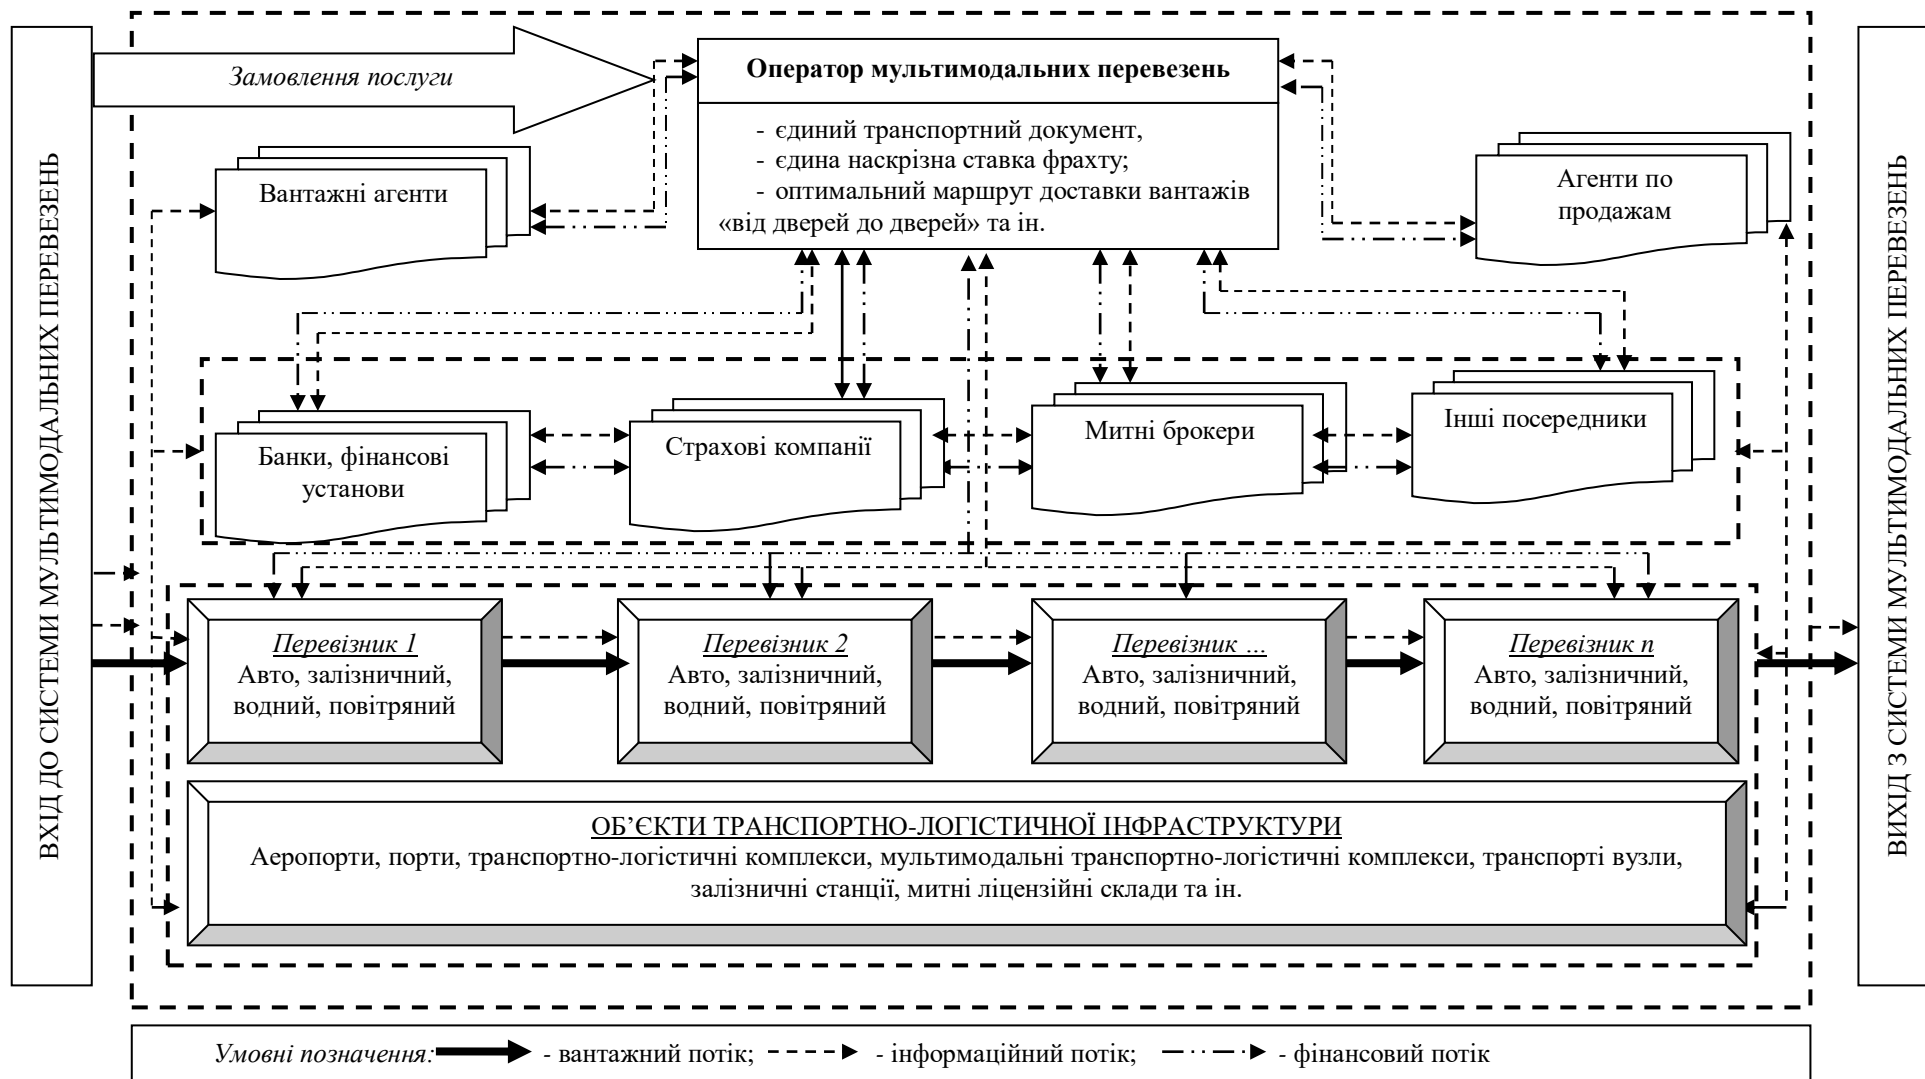 ВХІД ДО СИСТЕМИ МУЛЬТИМОДАЛЬНИХ ПЕРЕВЕЗЕНЬ
Замовлення послуги
Оператор мультимодальних перевезень
- єдиний транспортний документ,
- єдина наскрізна ставка фрахту;
- оптимальний маршрут доставки вантажів
«від дверей до дверей» та ін.
Вантажні агенти
Агенти по
продажам
Банки, фінансові
установи
Страхові компанії
Митні брокери
Інші посередники
Перевізник 1
Авто, залізничний,
водний, повітряний
Перевізник 2
Авто, залізничний,
водний, повітряний
Перевізник ...
Авто, залізничний,
водний, повітряний
Перевізник n
Авто, залізничний,
водний, повітряний
ОБ’ЄКТИ ТРАНСПОРТНО-ЛОГІСТИЧНОЇ ІНФРАСТРУКТУРИ
Аеропорти, порти, транспортно-логістичні комплекси, мультимодальні транспортно-логістичні комплекси, транспорті вузли,
залізничні станції, митні ліцензійні склади та ін.
ВИХІД З СИСТЕМИ МУЛЬТИМОДАЛЬНИХ ПЕРЕВЕЗЕНЬ
Умовні позначення: - вантажний потік; - інформаційний потік; - фінансовий потік